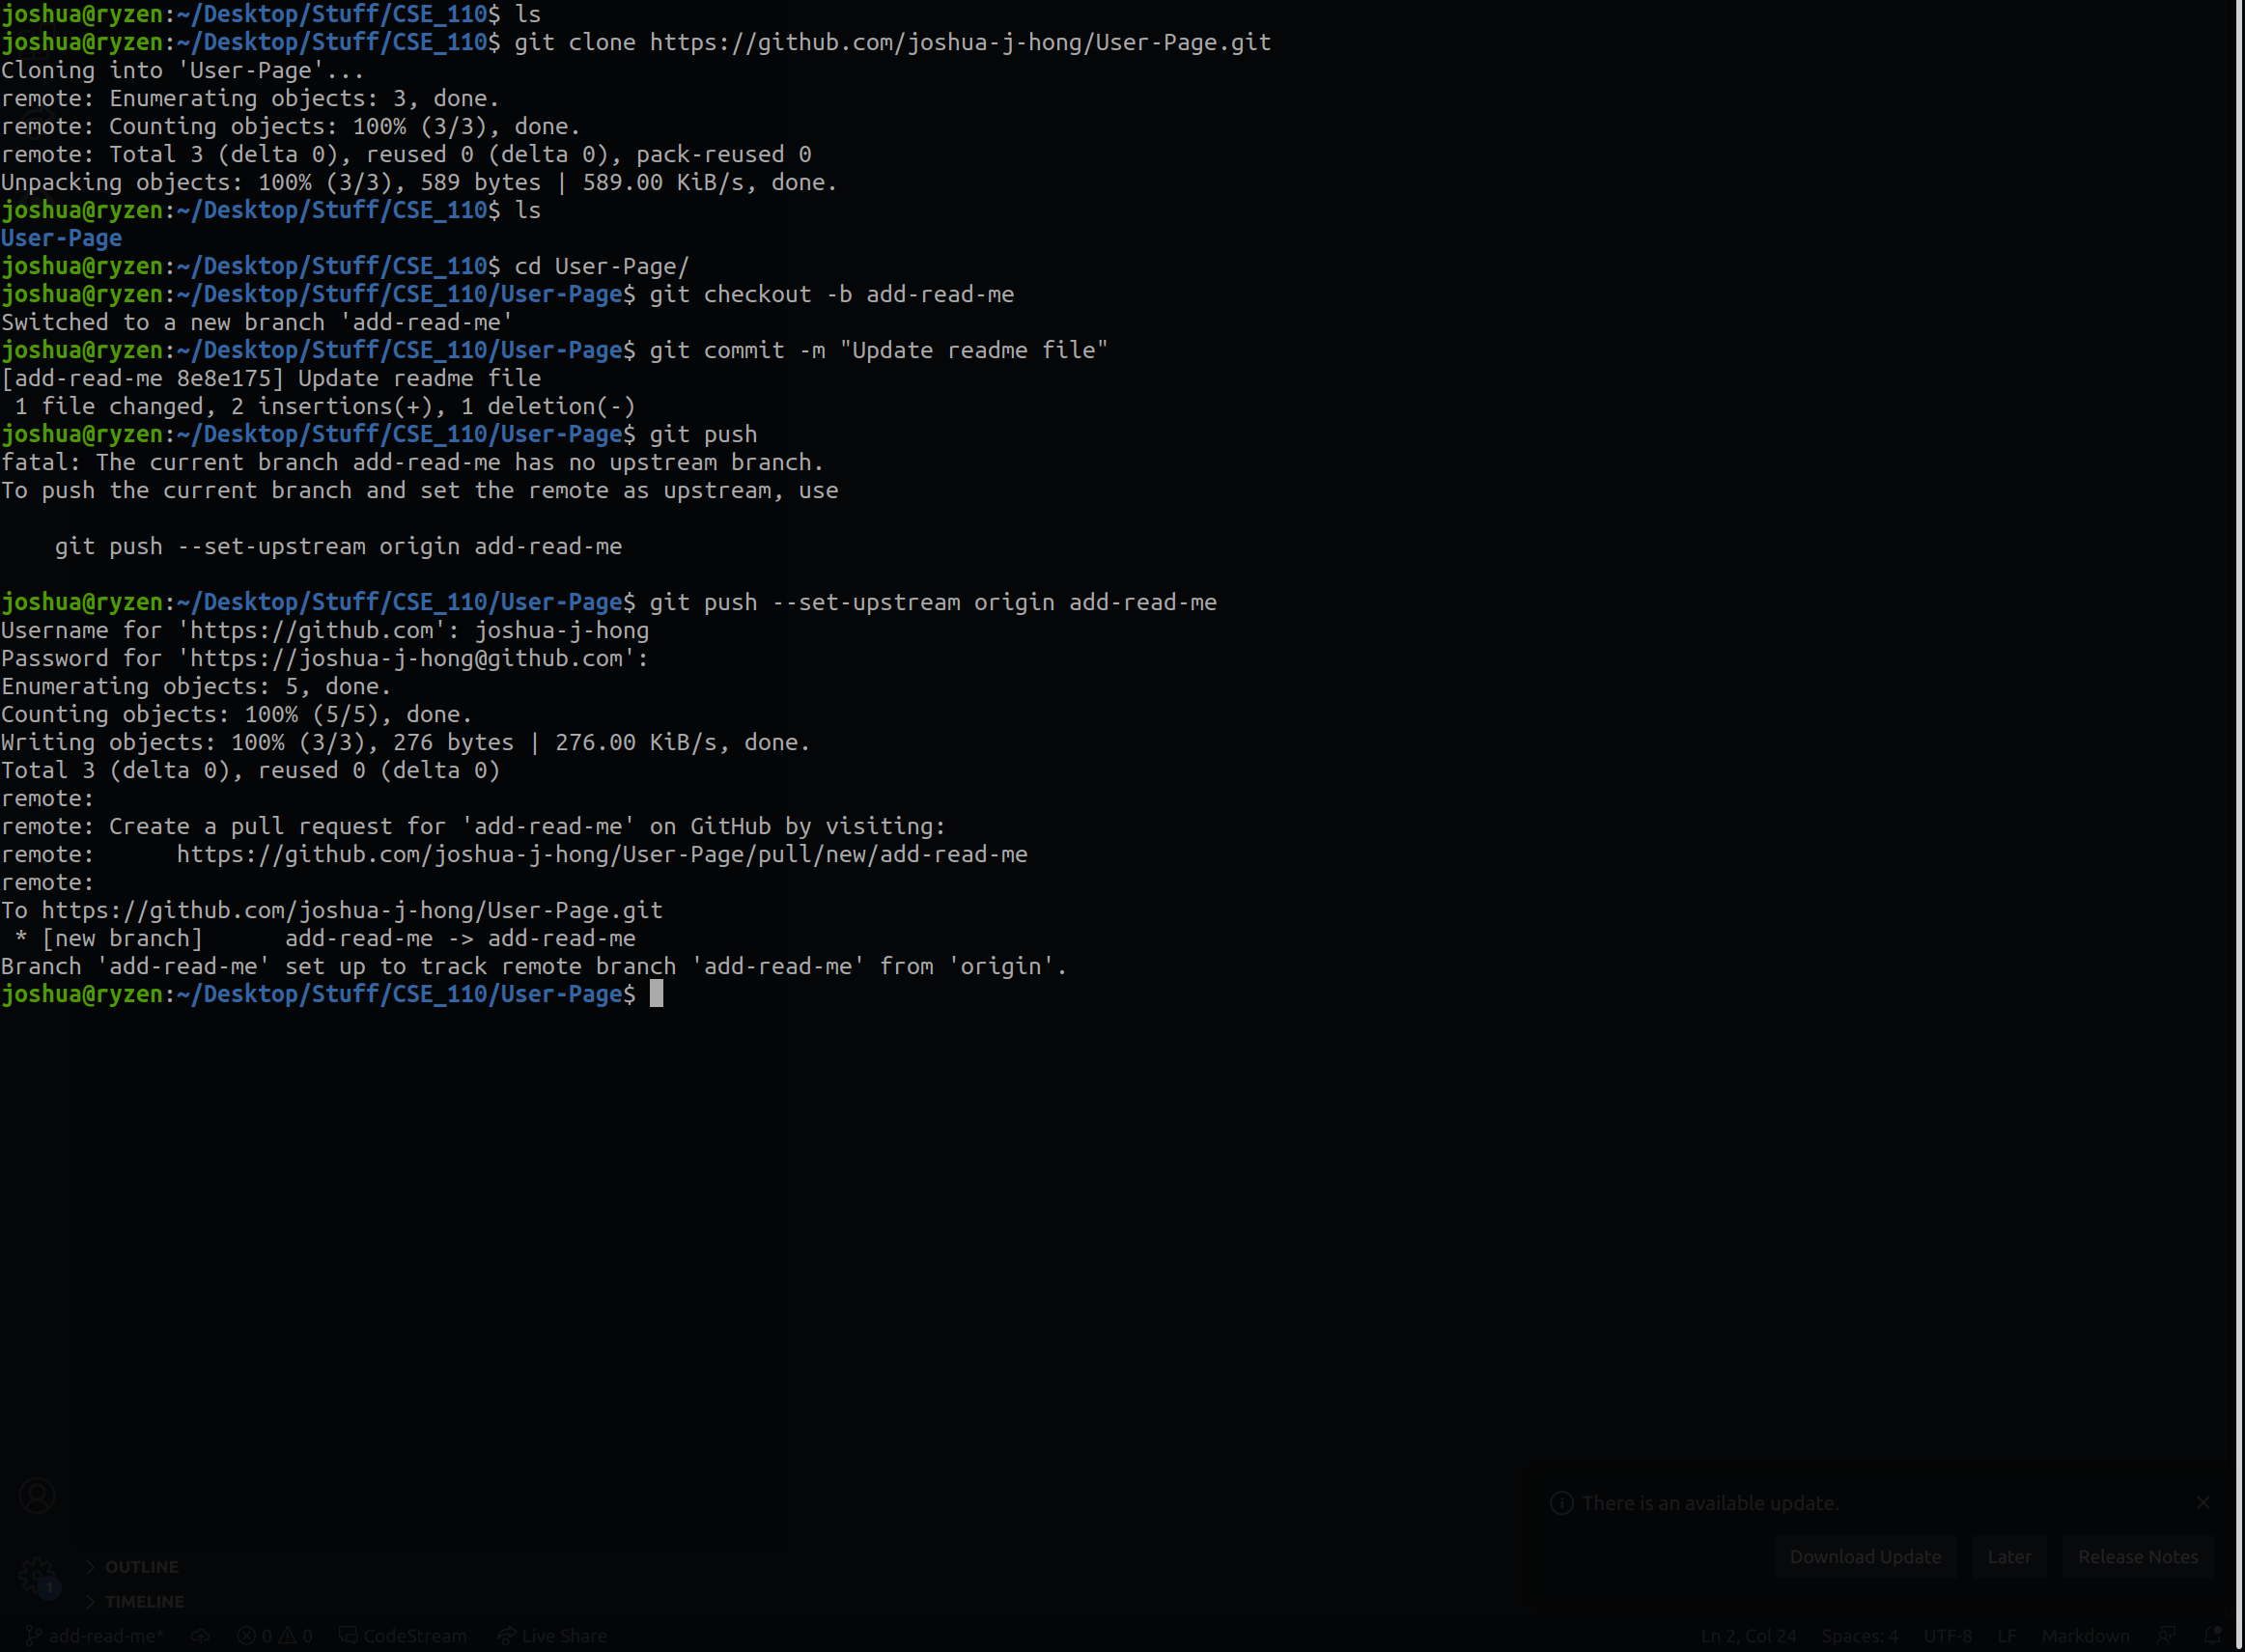 joshua@ryzen:~/Desktop/Stuff/CSE_110$ ls
joshua@ryzen:~/Desktop/Stuff/CSE_110$ git clone https://github.com/joshua-j-hong/User-Page.git
Cloning into 'User-Page'...
remote: Enumerating objects: 3, done.
remote: Counting objects: 100% (3/3), done.
remote: Total 3 (delta 0), reused 0 (delta 0), pack-reused 0
Unpacking objects: 100% (3/3), 589 bytes | 589.00 KiB/s, done.
joshua@ryzen:~/Desktop/Stuff/CSE_110$ ls
User-Page
joshua@ryzen:~/Desktop/Stuff/CSE_110$ cd User-Page/
joshua@ryzen:~/Desktop/Stuff/CSE_110/User-Page$ git checkout -b add-read-me
Switched to a new branch 'add-read-me'
joshua@ryzen:~/Desktop/Stuff/CSE_110/User-Page$ git commit -m "Update readme file"
[add-read-me 8e8e175] Update readme file
 1 file changed, 2 insertions(+), 1 deletion(-)
joshua@ryzen:~/Desktop/Stuff/CSE_110/User-Page$ git push
fatal: The current branch add-read-me has no upstream branch.
To push the current branch and set the remote as upstream, use

    git push --set-upstream origin add-read-me

joshua@ryzen:~/Desktop/Stuff/CSE_110/User-Page$ git push --set-upstream origin add-read-me
Username for 'https://github.com': joshua-j-hong
Password for 'https://joshua-j-hong@github.com':
Enumerating objects: 5, done.
Counting objects: 100% (5/5), done.
Writing objects: 100% (3/3), 276 bytes | 276.00 KiB/s, done.
Total 3 (delta 0), reused 0 (delta 0)
remote:
remote: Create a pull request for 'add-read-me' on GitHub by visiting:
remote:      https://github.com/joshua-j-hong/User-Page/pull/new/add-read-me
remote:
To https://github.com/joshua-j-hong/User-Page.git
 * [new branch]      add-read-me -> add-read-me
Branch 'add-read-me' set up to track remote branch 'add-read-me' from 'origin'.
joshua@ryzen:~/Desktop/Stuff/CSE_110/User-Page$
There is an available update.
Download Update Later Release Notes
OUTLINE
1
TIMELINE
add-read-me* 0 0 CodeStream Live Share Ln 2, Col 24 Spaces: 4 UTF-8 LF Markdown